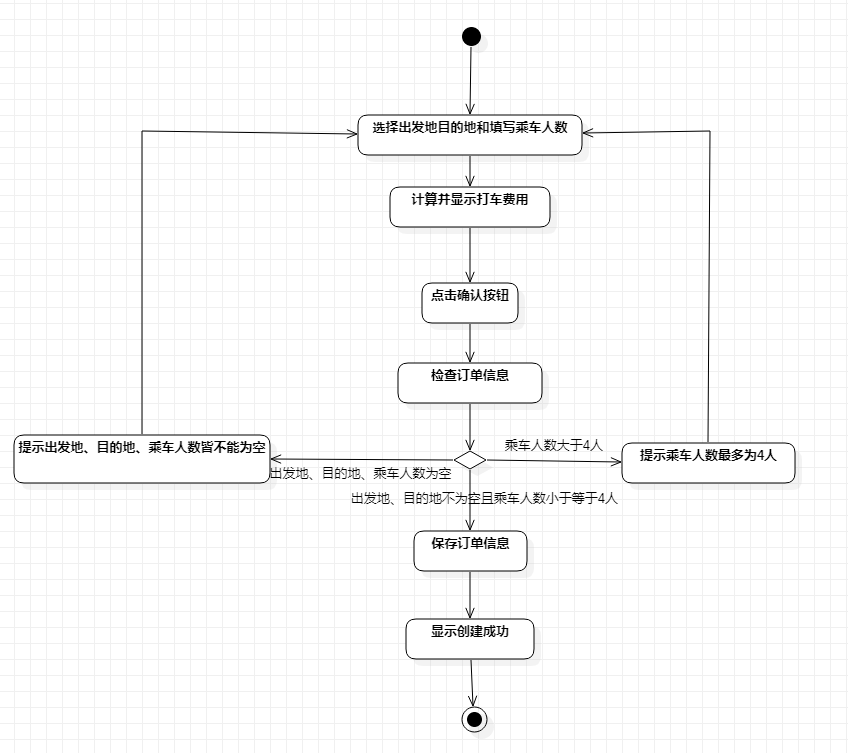 选择出发地目的地和填写乘车人数
计算并显示打车费用
点击确认按钮
检查订单信息
乘车人数大于4人
提示出发地、目的地、乘车人数皆不能为空
提示乘车人数最多为4人
出发地、目的地、乘车人数为空
出发地、目的地不为空且乘车人数小于等于4人
保存订单信息
显示创建成功